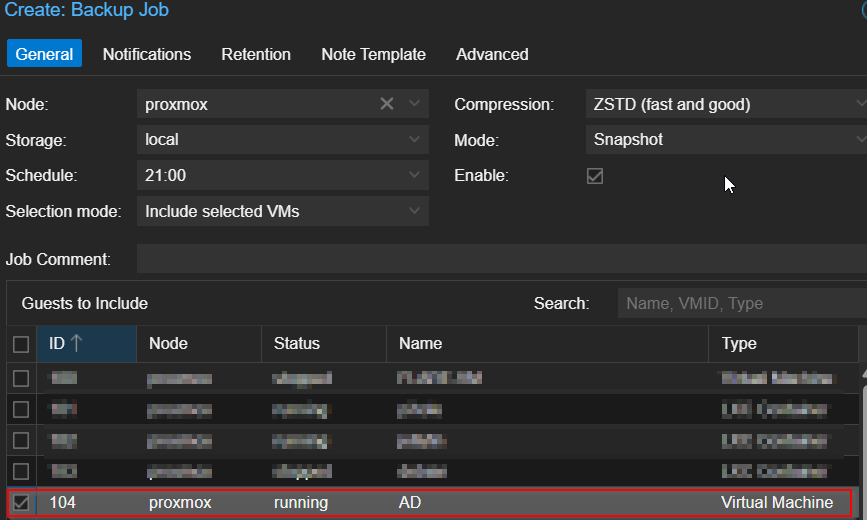 Create: Backup Job
General Notifications Retention Note Template Advanced
Node: proxmox Compression: ZSTD (fast and good)
Storage: local Mode: Snapshot
Schedule: 21:00 Enable:
Selection mode: Include selected VMs
Job Comment:
Guests to Include Search: Name, VMID, Type
ID Node Status Name Type
104 proxmox running AD Virtual Machine